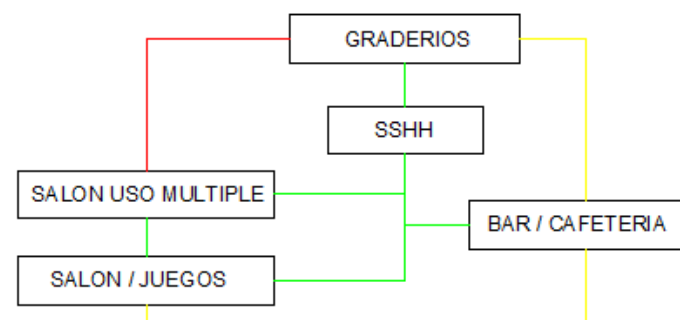 GRADERIOS
SSHH
SALON USO MULTIPLE
BAR / CAFETERIA
SALON / JUEGOS